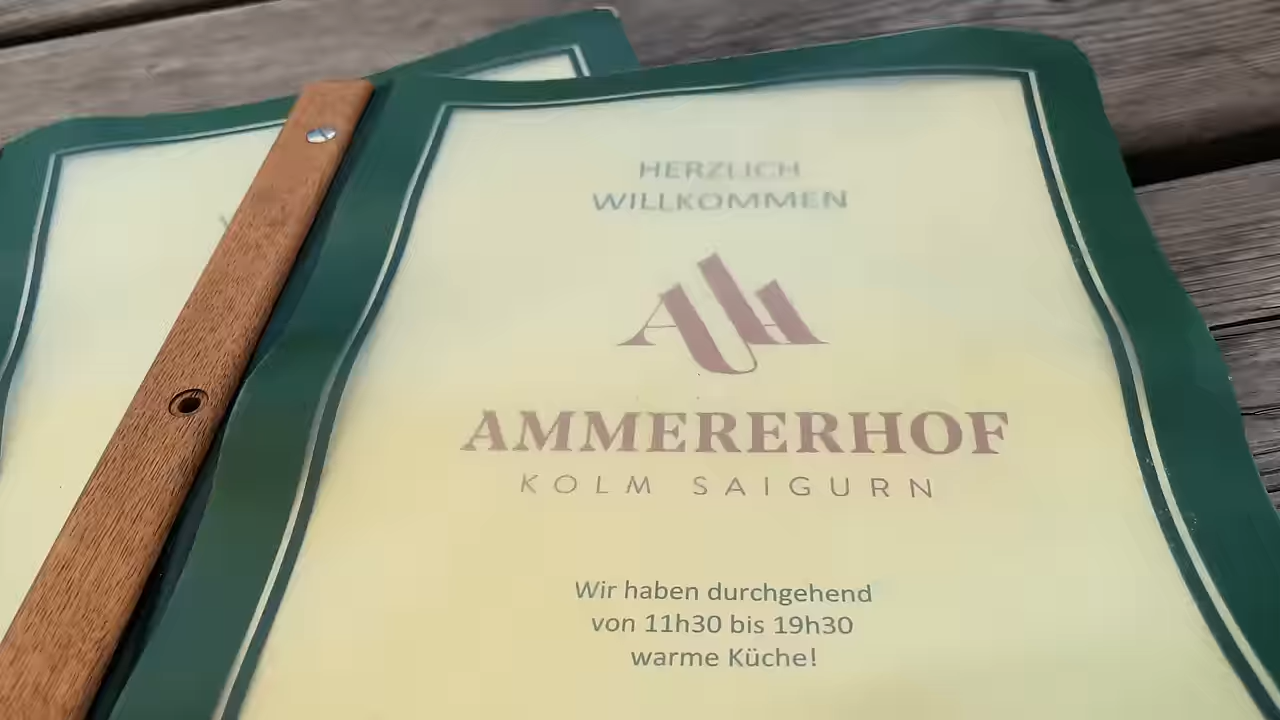 HERZLICH
WILLKOMMEN
AH
AMMERERHOF
KOLM SAIGURN
Wir haben durchgehend
von 11h30 bis 19h30
warme Küche!